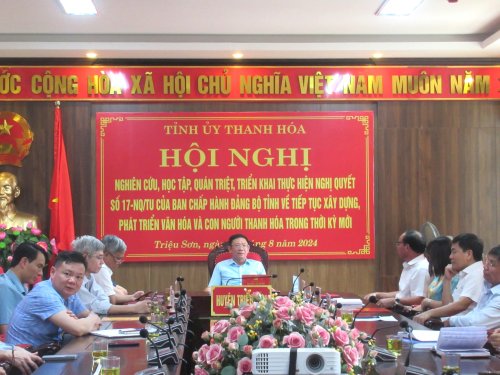 ƯỚC CỘNG HÒA XÃ HỘI CHỦ NGHĨA VIỆT NAM MUÔN NĂM
TỈNH ỦY THANH HÓA
HỘI NGHỊ
NGHIÊN CỨU, HỌC TẬP, QUÁN TRIỆT, TRIỂN KHAI THỰC HIỆN NGHỊ QUYẾT
SỐ 17-NQ/TU CỦA BAN CHẤP HÀNH ĐẢNG BỘ TỈNH VỀ TIẾP TỤC XÂY DỰNG,
PHÁT TRIỂN VĂN HÓA VÀ CON NGƯỜI THANH HÓA TRONG THỜI KỲ MỚI
Triệu Sơn, ngày 8 năm 2024
HUYỆN TRIỆU